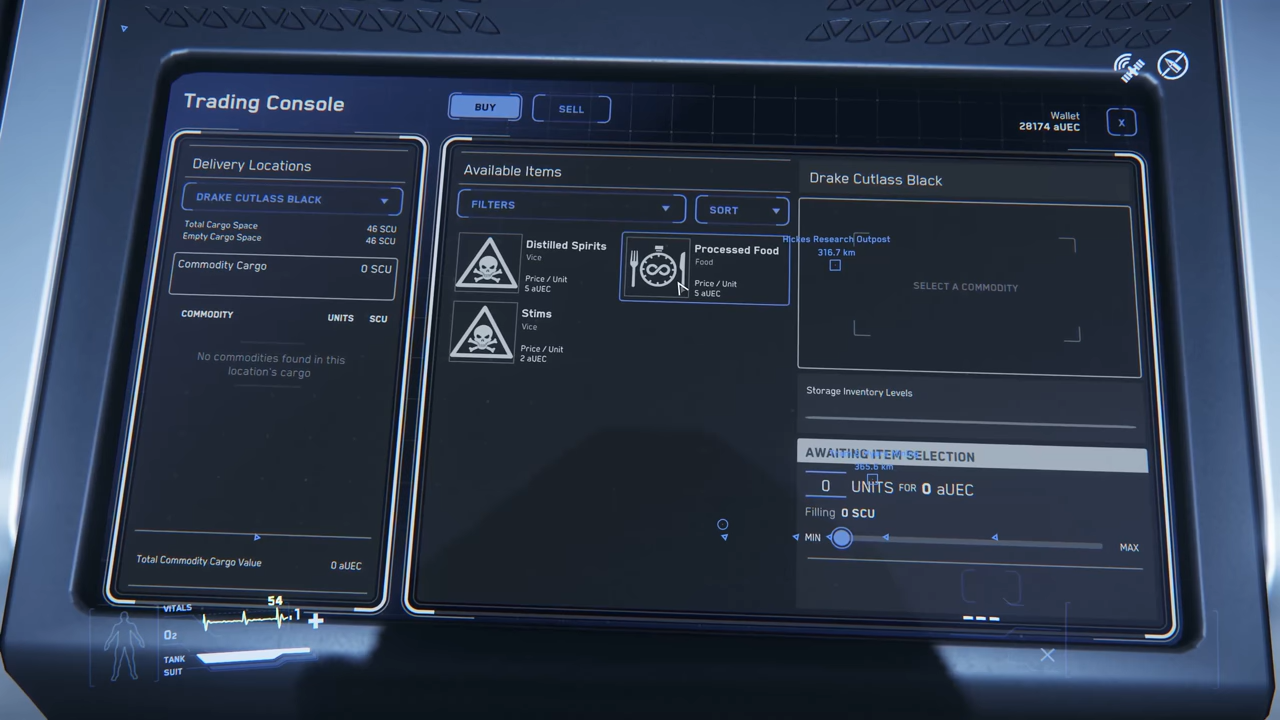 Trading Console
BUY
SELL
Wallet
28174 aUEC
X
Delivery Locations
DRAKE CUTLASS BLACK
Total Cargo Space 46 SCU
Empty Cargo Space 46 SCU
Commodity Cargo 0 SCU
COMMODITY UNITS SCU
No commodities found in this
location's cargo
Total Commodity Cargo Value 0 aUEC
Available Items
FILTERS
SORT
Distilled Spirits
Vice
Price / Unit
5 aUEC
Processed Food
Food
Price / Unit
5 aUEC
Stims
Vice
Price / Unit
2 aUEC
Drake Cutlass Black
Hickes Research Outpost
316.7 km
SELECT A COMMODITY
Storage Inventory Levels
AWAITING ITEM SELECTION
365.6 km
0 UNITS FOR 0 aUEC
Filling 0 SCU
MIN
MAX
VITALS
54
1
O2
TANK
SUIT